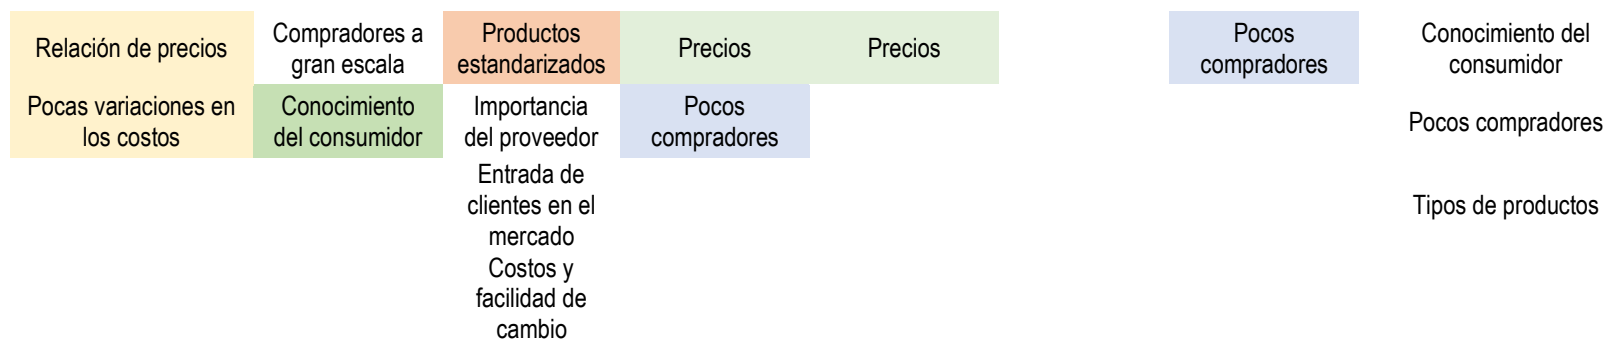 Relación de precios
Compradores a
gran escala
Productos
estandarizados
Precios
Precios
Pocos
compradores
Conocimiento del
consumidor
Pocas variaciones en
los costos
Conocimiento
del consumidor
Importancia
del proveedor
Pocos
compradores
Pocos compradores
Entrada de
clientes en el
mercado
Tipos de productos
Costos y
facilidad de
cambio